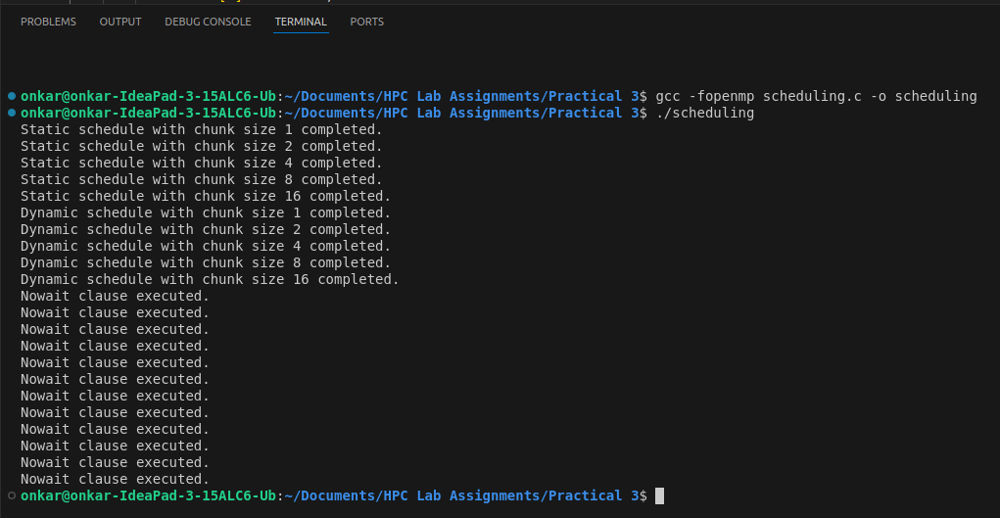 PROBLEMS OUTPUT DEBUG CONSOLE TERMINAL PORTS
onkar@onkar-IdeaPad-3-15ALC6-Ub:~/Documents/HPC Lab Assignments/Practical 3$ gcc -fopenmp scheduling.c -o scheduling
onkar@onkar-IdeaPad-3-15ALC6-Ub:~/Documents/HPC Lab Assignments/Practical 3$ ./scheduling
Static schedule with chunk size 1 completed.
Static schedule with chunk size 2 completed.
Static schedule with chunk size 4 completed.
Static schedule with chunk size 8 completed.
Static schedule with chunk size 16 completed.
Dynamic schedule with chunk size 1 completed.
Dynamic schedule with chunk size 2 completed.
Dynamic schedule with chunk size 4 completed.
Dynamic schedule with chunk size 8 completed.
Dynamic schedule with chunk size 16 completed.
Nowait clause executed.
Nowait clause executed.
Nowait clause executed.
Nowait clause executed.
Nowait clause executed.
Nowait clause executed.
Nowait clause executed.
Nowait clause executed.
Nowait clause executed.
Nowait clause executed.
Nowait clause executed.
Nowait clause executed.
onkar@onkar-IdeaPad-3-15ALC6-Ub:~/Documents/HPC Lab Assignments/Practical 3$